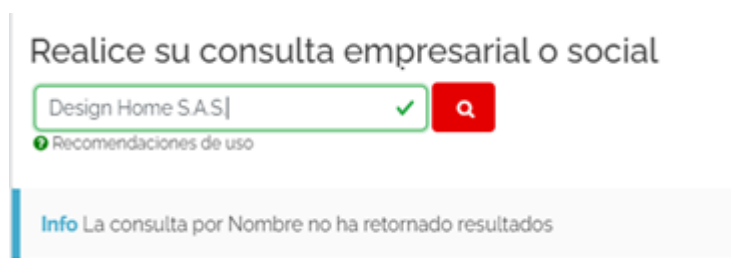 Realice su consulta empresarial o social
Design Home S.A.S.
Recomendaciones de uso
Info La consulta por Nombre no ha retornado resultados